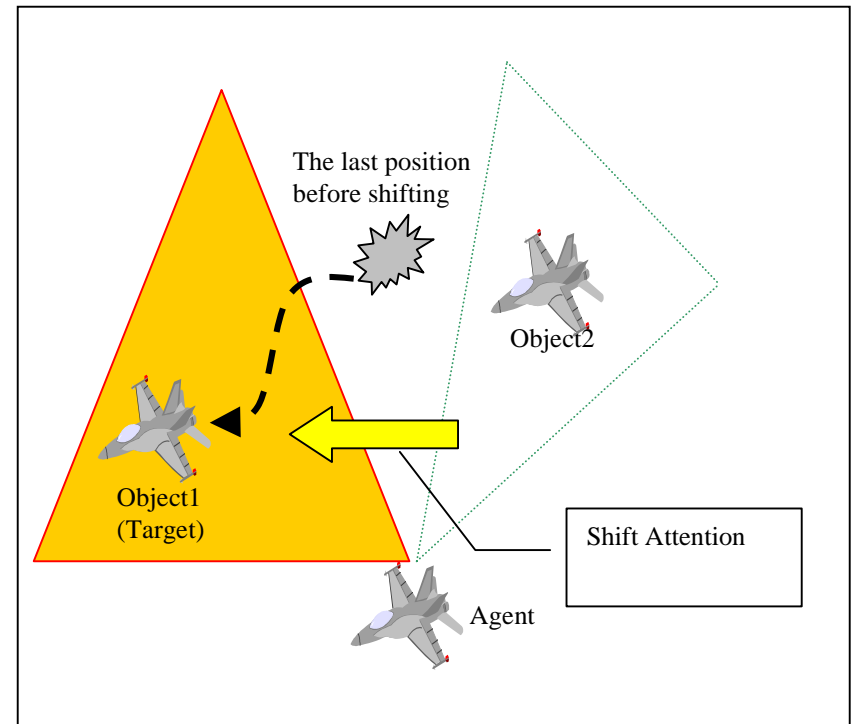 The last position
before shifting
Object2
Object1
(Target)
Shift Attention
Agent